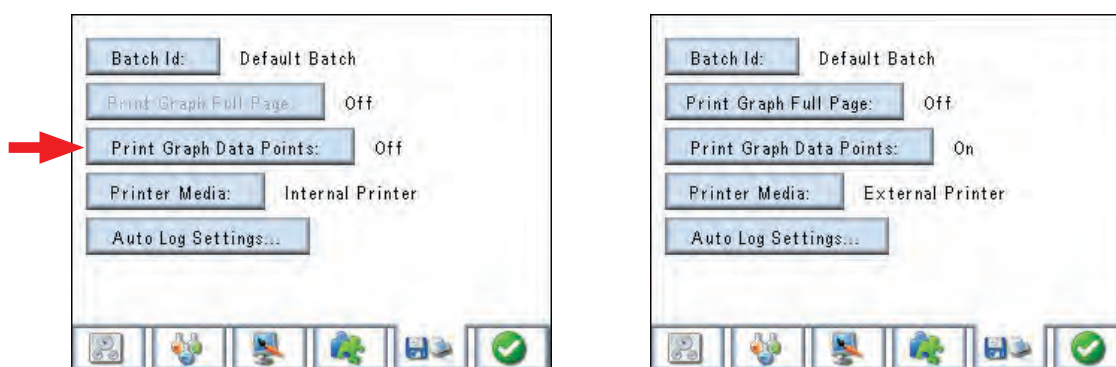 Batch Id: Default Batch
Print Graph Full Page: Off
Print Graph Data Points: Off
Printer Media: Internal Printer
Auto Log Settings...
Batch Id: Default Batch
Print Graph Full Page: Off
Print Graph Data Points: On
Printer Media: External Printer
Auto Log Settings...